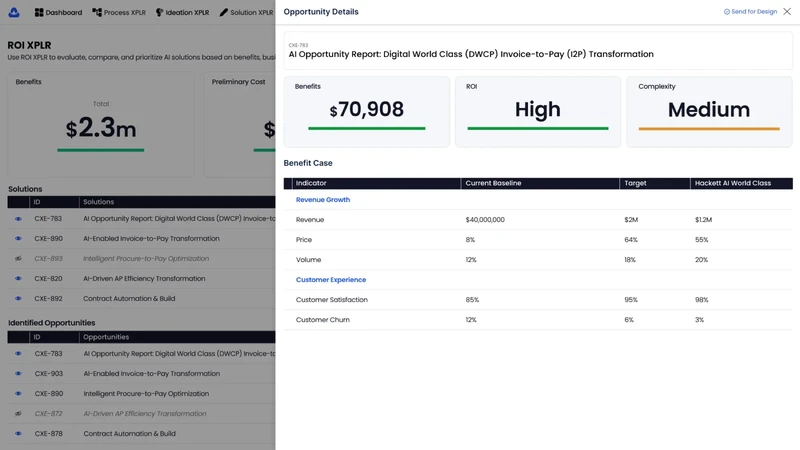 Dashboard
Process XPLR
Ideation XPLR
Solution XPLR
ROI XPLR
Use ROI XPLR to evaluate, compare, and prioritize AI solutions based on benefits,
Benefits
Total
$2.3m
Preliminary Cost
$
Solutions
ID Solutions
CXE-783 AI Opportunity Report: Digital World Class (DWCP) Invoice-to-
CXE-890 AI-Enabled Invoice-to-Pay Transformation
CXE-893 Intelligent Procure-to-Pay Optimization
CXE-820 AI-Driven AP Efficiency Transformation
CXE-892 Contract Automation & Build
Identified Opportunities
ID Opportunities
CXE-783 AI Opportunity Report: Digital World Class (DWCP) Invoice-to-
CXE-903 AI-Enabled Invoice-to-Pay Transformation
CXE-890 Intelligent Procure-to-Pay Optimization
CXE-872 AI-Driven AP Efficiency Transformation
CXE-878 Contract Automation & Build
Opportunity Details
Send for Design
CXE-783
AI Opportunity Report: Digital World Class (DWCP) Invoice-to-Pay (I2P) Transformation
Benefits
$70,908
ROI
High
Complexity
Medium
Benefit Case
Indicator Current Baseline Target Hackett AI World Class
Revenue Growth
Revenue $40,000,000 $2M $1.2M
Price 8% 64% 55%
Volume 12% 18% 20%
Customer Experience
Customer Satisfaction 85% 95% 98%
Customer Churn 12% 6% 3%